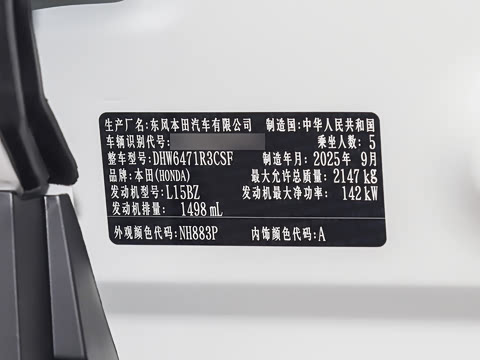 生产厂名:东风本田汽车有限公司 制造国:中华人民共和国
车辆识别代号: 乘坐人数: 5
整车型号:DHW6471R3CSF 制造年月:2025年 9月
品牌:本田(HONDA) 最大允许总质量:2147kg
发动机型号:L15BZ 发动机最大净功率: 142kW
发动机排量: 1498 mL
外观颜色代码:NH883P 内饰颜色代码:A